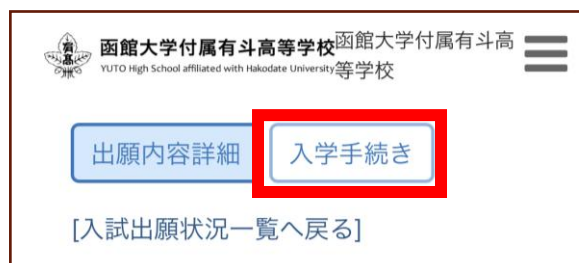 函館大学付属有斗高等学校
YUTO High School affiliated with Hakodate University
函館大学付属有斗高
等学校
出願内容詳細
入学手続き
[入試出願状況一覧へ戻る]